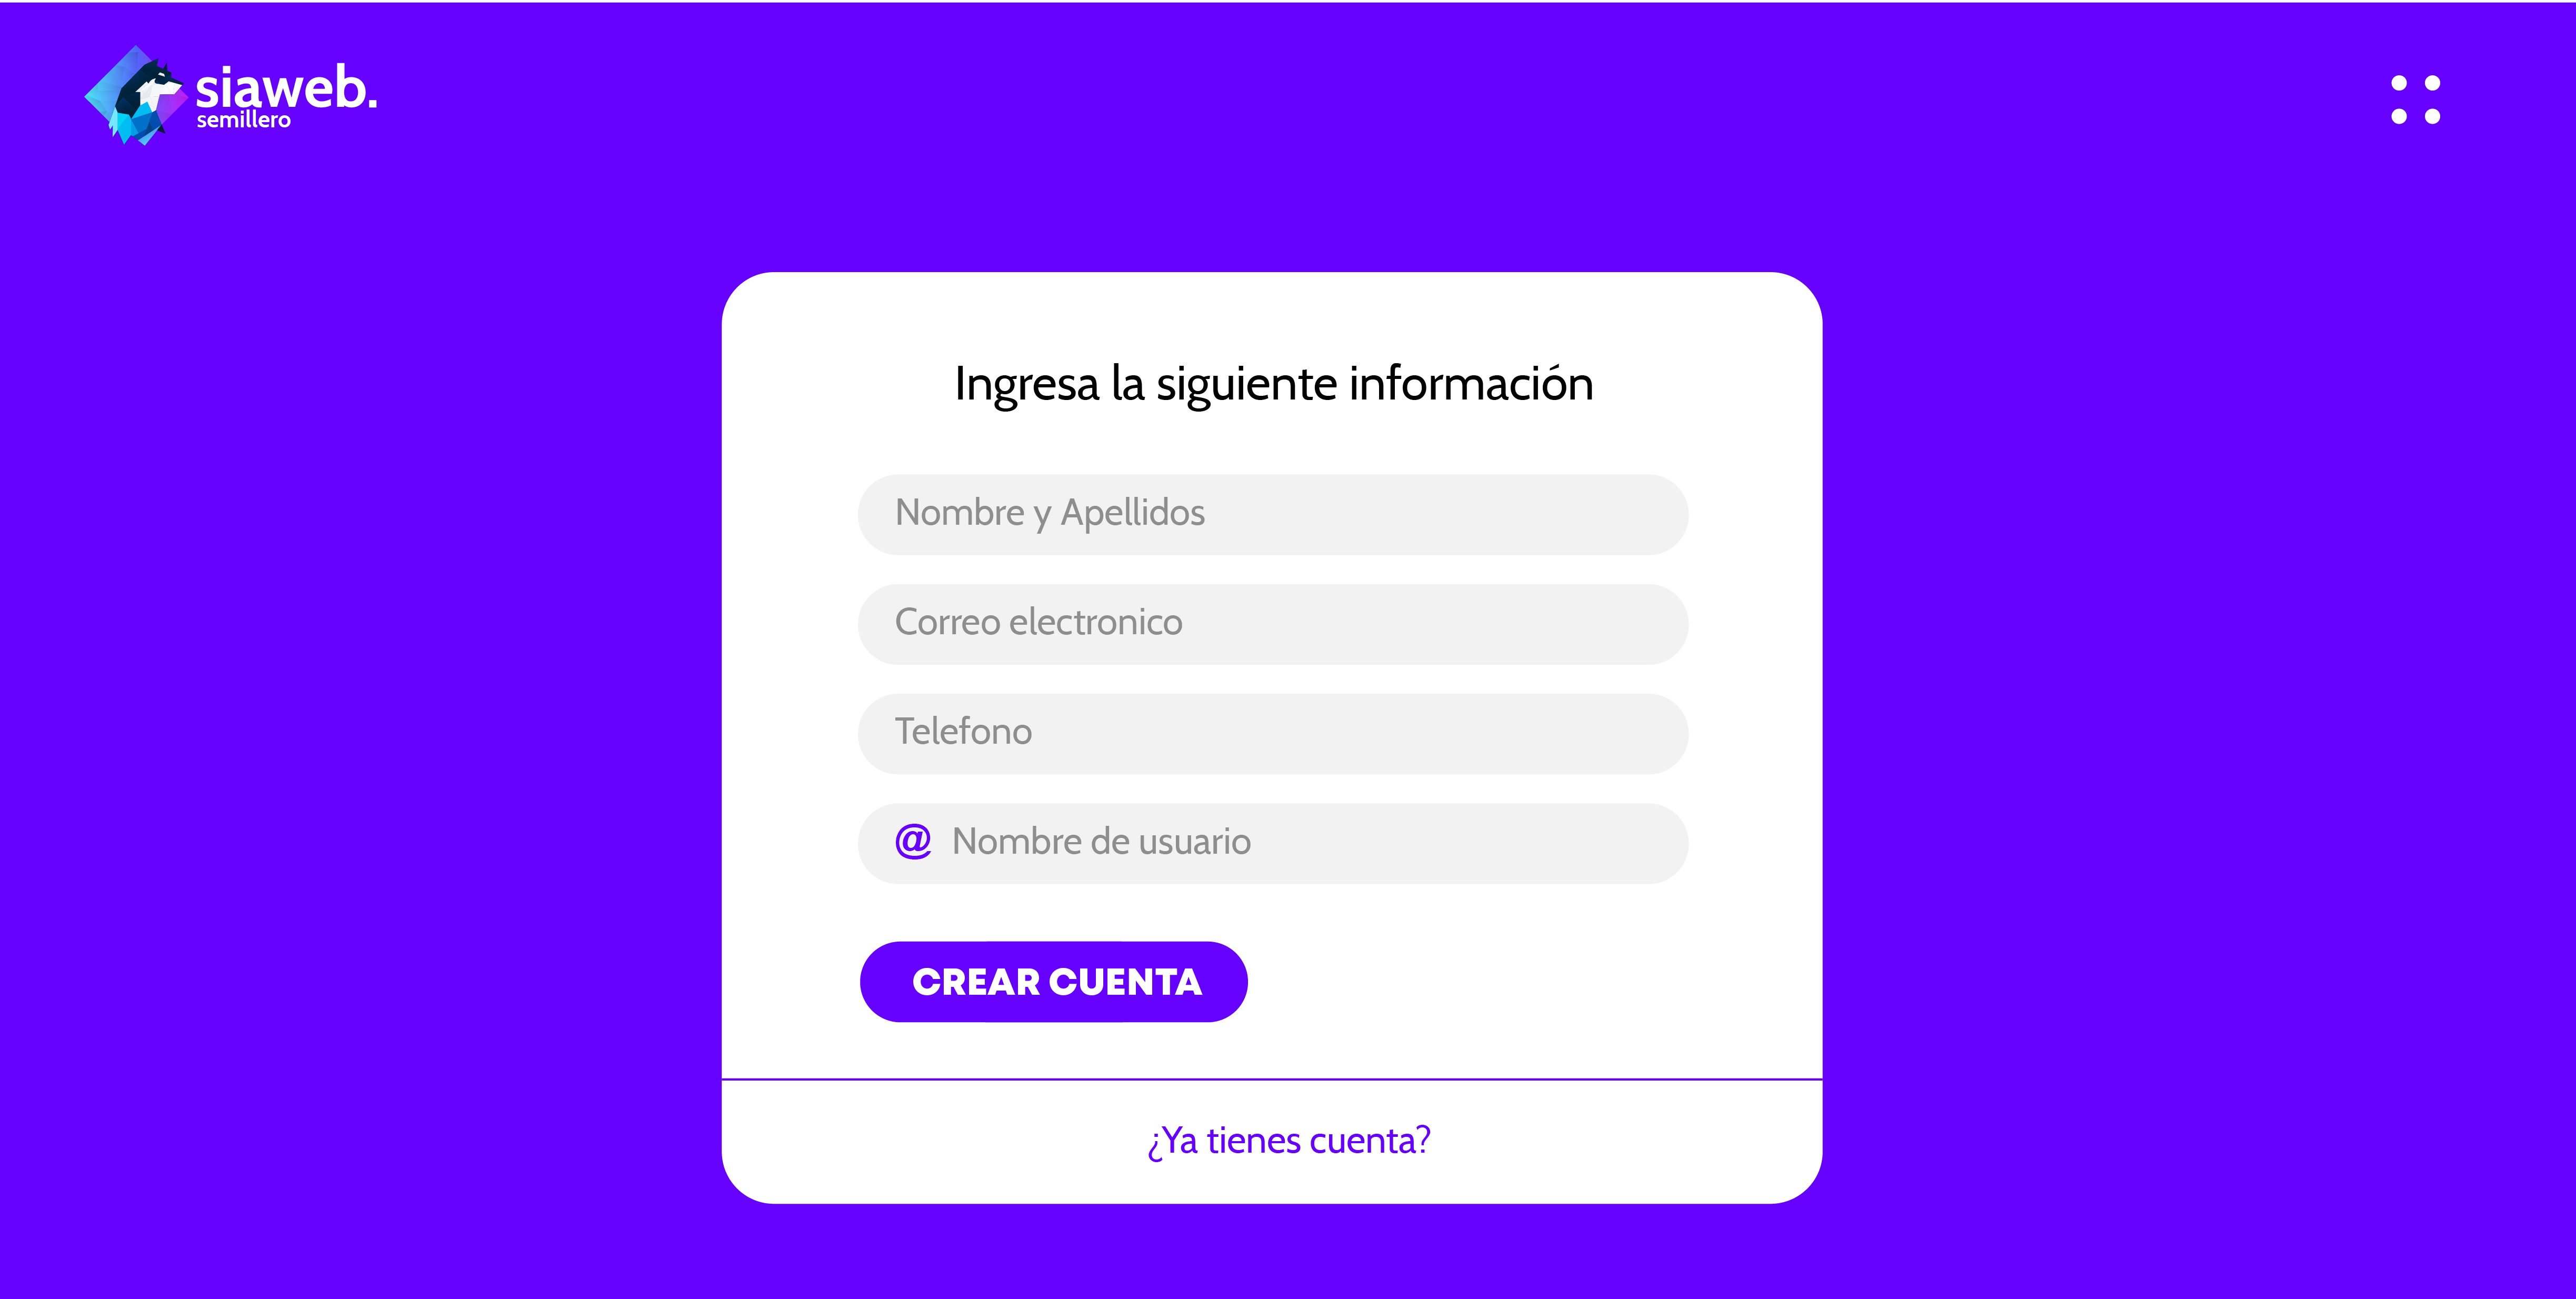 siaweb.
semillero
Ingresa la siguiente información
Nombre y Apellidos
Correo electronico
Telefono
@ Nombre de usuario
CREAR CUENTA
¿Ya tienes cuenta?